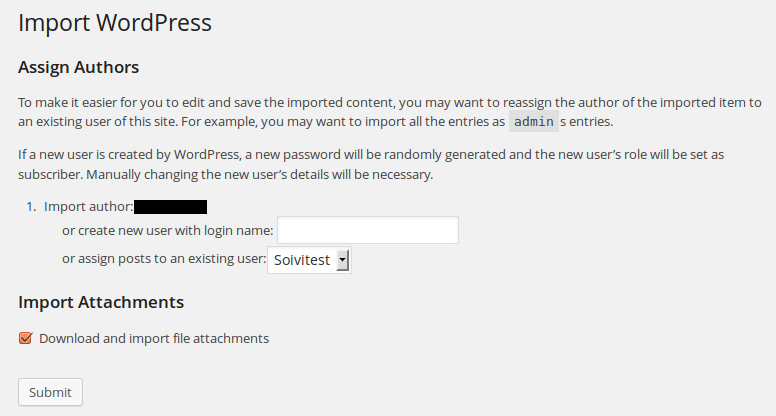 Import WordPress
Assign Authors
To make it easier for you to edit and save the imported content, you may want to reassign the author of the imported item to
an existing user of this site. For example, you may want to import all the entries as admin s entries.
If a new user is created by WordPress, a new password will be randomly generated and the new user's role will be set as
subscriber. Manually changing the new user's details will be necessary.
1. Import author:
or create new user with login name:
or assign posts to an existing user: Soivitest
Import Attachments
Download and import file attachments
Submit